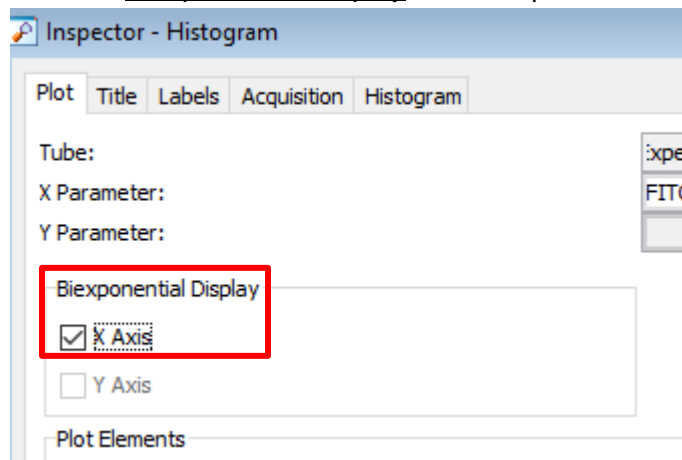 Inspector - Histogram
Plot Title Labels Acquisition Histogram
Tube:
X Parameter:
Y Parameter:
Biexponential Display
X Axis
Y Axis
Plot Elements